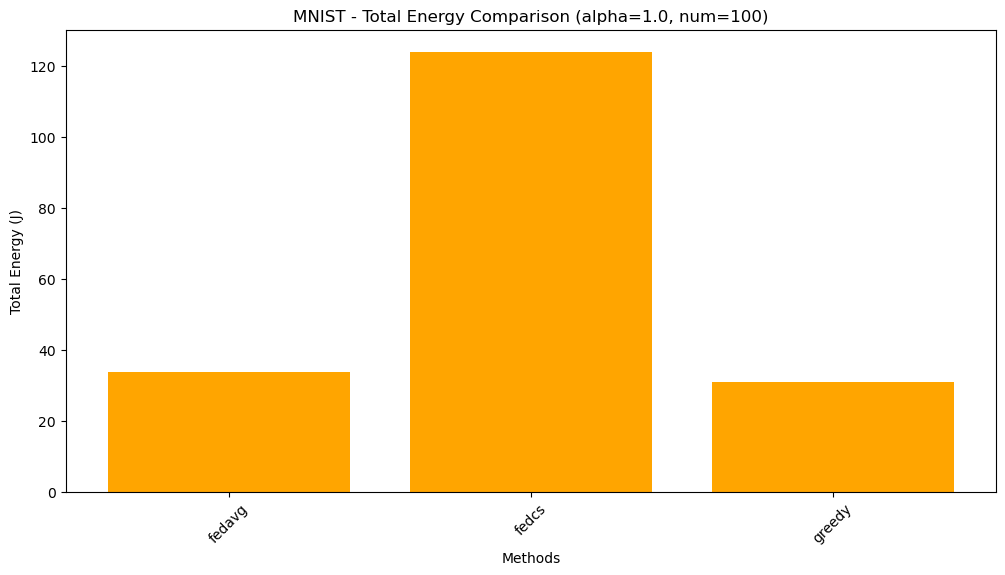 MNIST - Total Energy Comparison (alpha=1.0, num=100)
Total Energy (J)
120
100
80
60
40
20
0
fedavg
fedcs
greedy
Methods